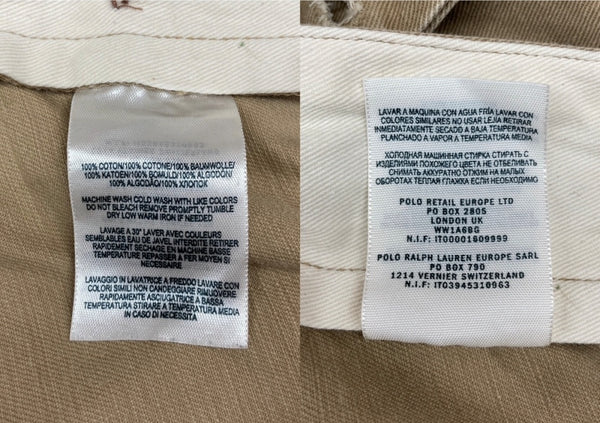 100% COTON/100% COTONE/100% BAUMWOLLE/
100% KATOEN/100% BOMULD/100% ALGODÓN/
100% ALGODÃO/100% ХЛОПОК
MACHINE WASH COLD WASH WITH LIKE COLORS
DO NOT BLEACH REMOVE PROMPTLY TUMBLE
DRY LOW WARM IRON IF NEEDED
LAVAGE A 30° LAVER AVEC COULEURS
SEMBLABLES EAU DE JAVEL INTERDITE RETIRER
RAPIDEMENT SECHAGE EN MACHINE BASSE
TEMPÉRATURE REPASSER A FER MOYEN SI
NECESSAIRE
LAVAGGIO IN LAVATRICE A FREDDO LAVARE CON
COLORI SIMILI NON CANDEGGIARE RIMUOVERE
RAPIDAMENTE ASCIUGATRICE A BASSA
TEMPERATURA STIRARE A TEMPERATURA MEDIA
IN CASO DI NECESSITA
LAVAR A MAQUINA CON AGUA FRÍA LAVAR CON
COLORES SIMILARES NO USAR LEJÍA RETIRAR
INMEDIATAMENTE SECADO A BAJA TEMPERATURA
PLANCHADO A VAPOR A TEMPERATURA MEDIA
ХОЛОДНАЯ МАШИННАЯ СТИРКА СТИРАТЬ С
ИЗДЕЛИЯМИ ПОХОЖЕГО ЦВЕТА НЕ ОТБЕЛИВАТЬ
СНИМАТЬ АККУРАТНО ОТЖИМ НА МАЛЫХ
ОБОРОТАХ ТЕПЛАЯ ГЛАЖКА ЕСЛИ НЕОБХОДИМО
POLO RETAIL EUROPE LTD
PO BOX 2805
LONDON UK
WW1A6BG
N.I.F: IT00001609999
POLO RALPH LAUREN EUROPE SARL
PO BOX 790
1214 VERNIER SWITZERLAND
N.I.F: ITO3945310963